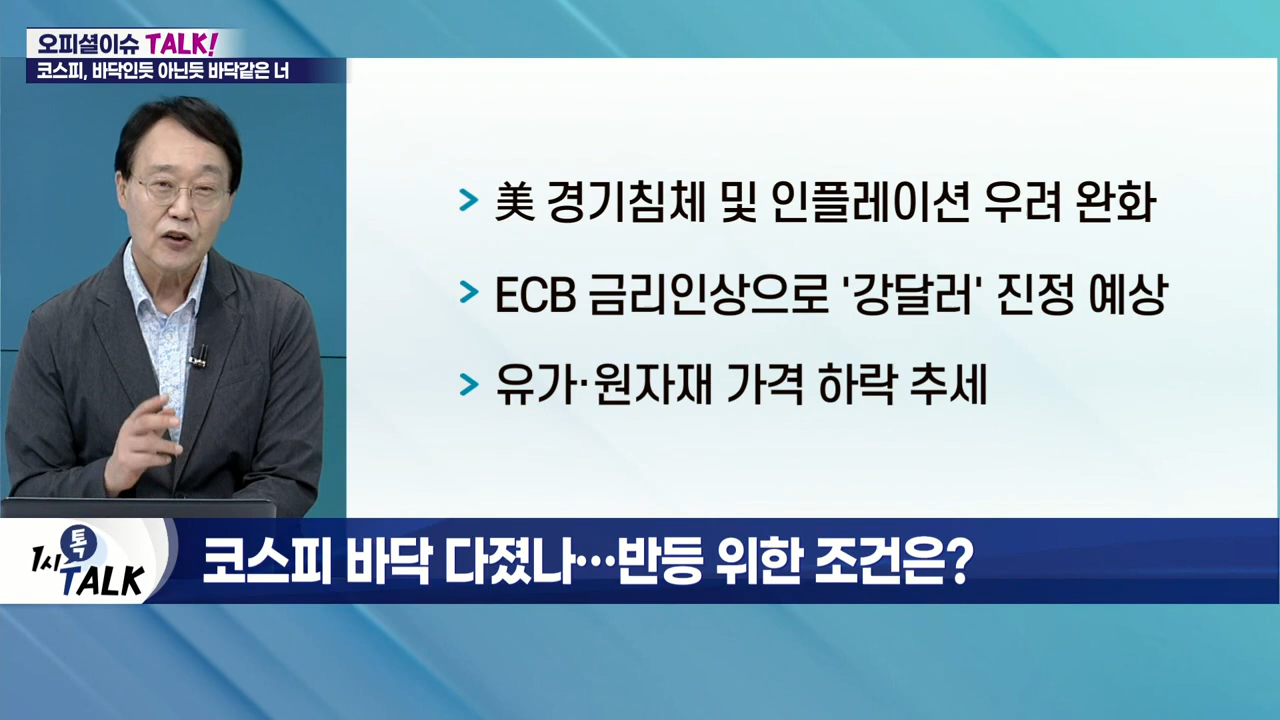 오피셜이슈 TALK!
코스피, 바닥인듯 아닌듯 바닥같은 너
> 美 경기침체 및 인플레이션 우려 완화
> ECB 금리인상으로 '강달러' 진정 예상
> 유가·원자재 가격 하락 추세
1시 톡 TALK
코스피 바닥 다졌나…반등 위한 조건은?